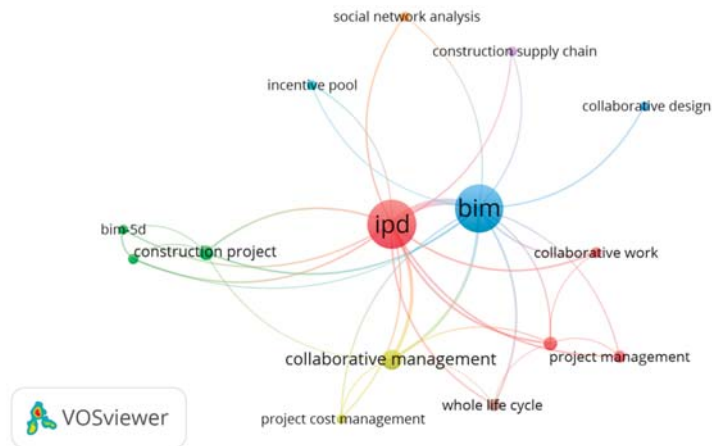 social network analysis
construction supply chain
incentive pool
collaborative design
bim
ipd
bim-5d
construction project
collaborative work
collaborative management
project management
whole life cycle
project cost management
VOSviewer